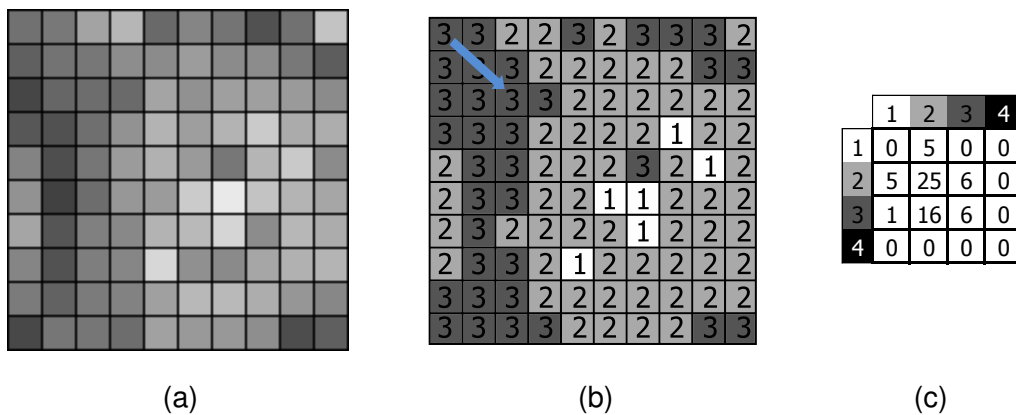 3 3 2 2 3 2 3 3 3 2
3 3 3 2 2 2 2 2 3 3
3 3 3 3 2 2 2 2 2 2
3 3 3 2 2 2 2 1 2 2
2 3 3 2 2 2 3 2 1 2
2 3 3 2 2 1 1 2 2 2
2 3 2 2 2 2 1 2 2 2
2 3 3 2 1 2 2 2 2 2
3 3 3 2 2 2 2 2 2 2
3 3 3 3 2 2 2 2 3 3
1 2 3 4
1 0 5 0 0
2 5 25 6 0
3 1 16 6 0
4 0 0 0 0
(a) (b) (c)